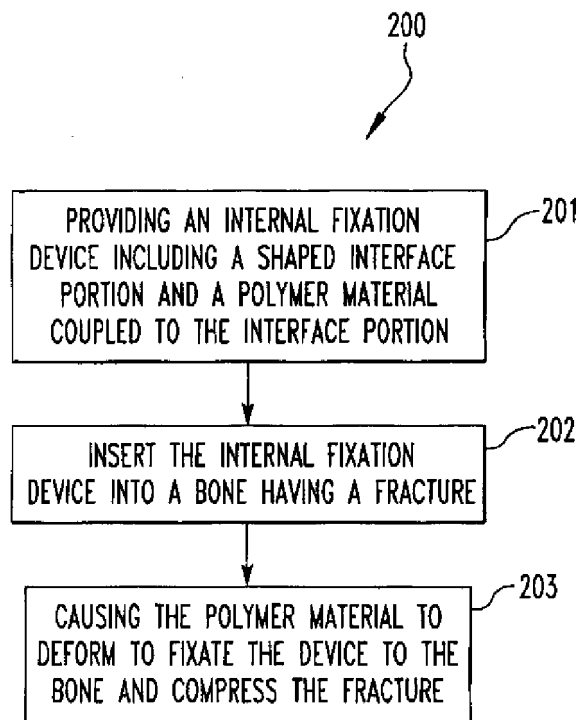 200
PROVIDING AN INTERNAL FIXATION
DEVICE INCLUDING A SHAPED INTERFACE
PORTION AND A POLYMER MATERIAL
COUPLED TO THE INTERFACE PORTION
201
INSERT THE INTERNAL FIXATION
DEVICE INTO A BONE HAVING A FRACTURE
202
CAUSING THE POLYMER MATERIAL TO
DEFORM TO FIXATE THE DEVICE TO THE
BONE AND COMPRESS THE FRACTURE
203